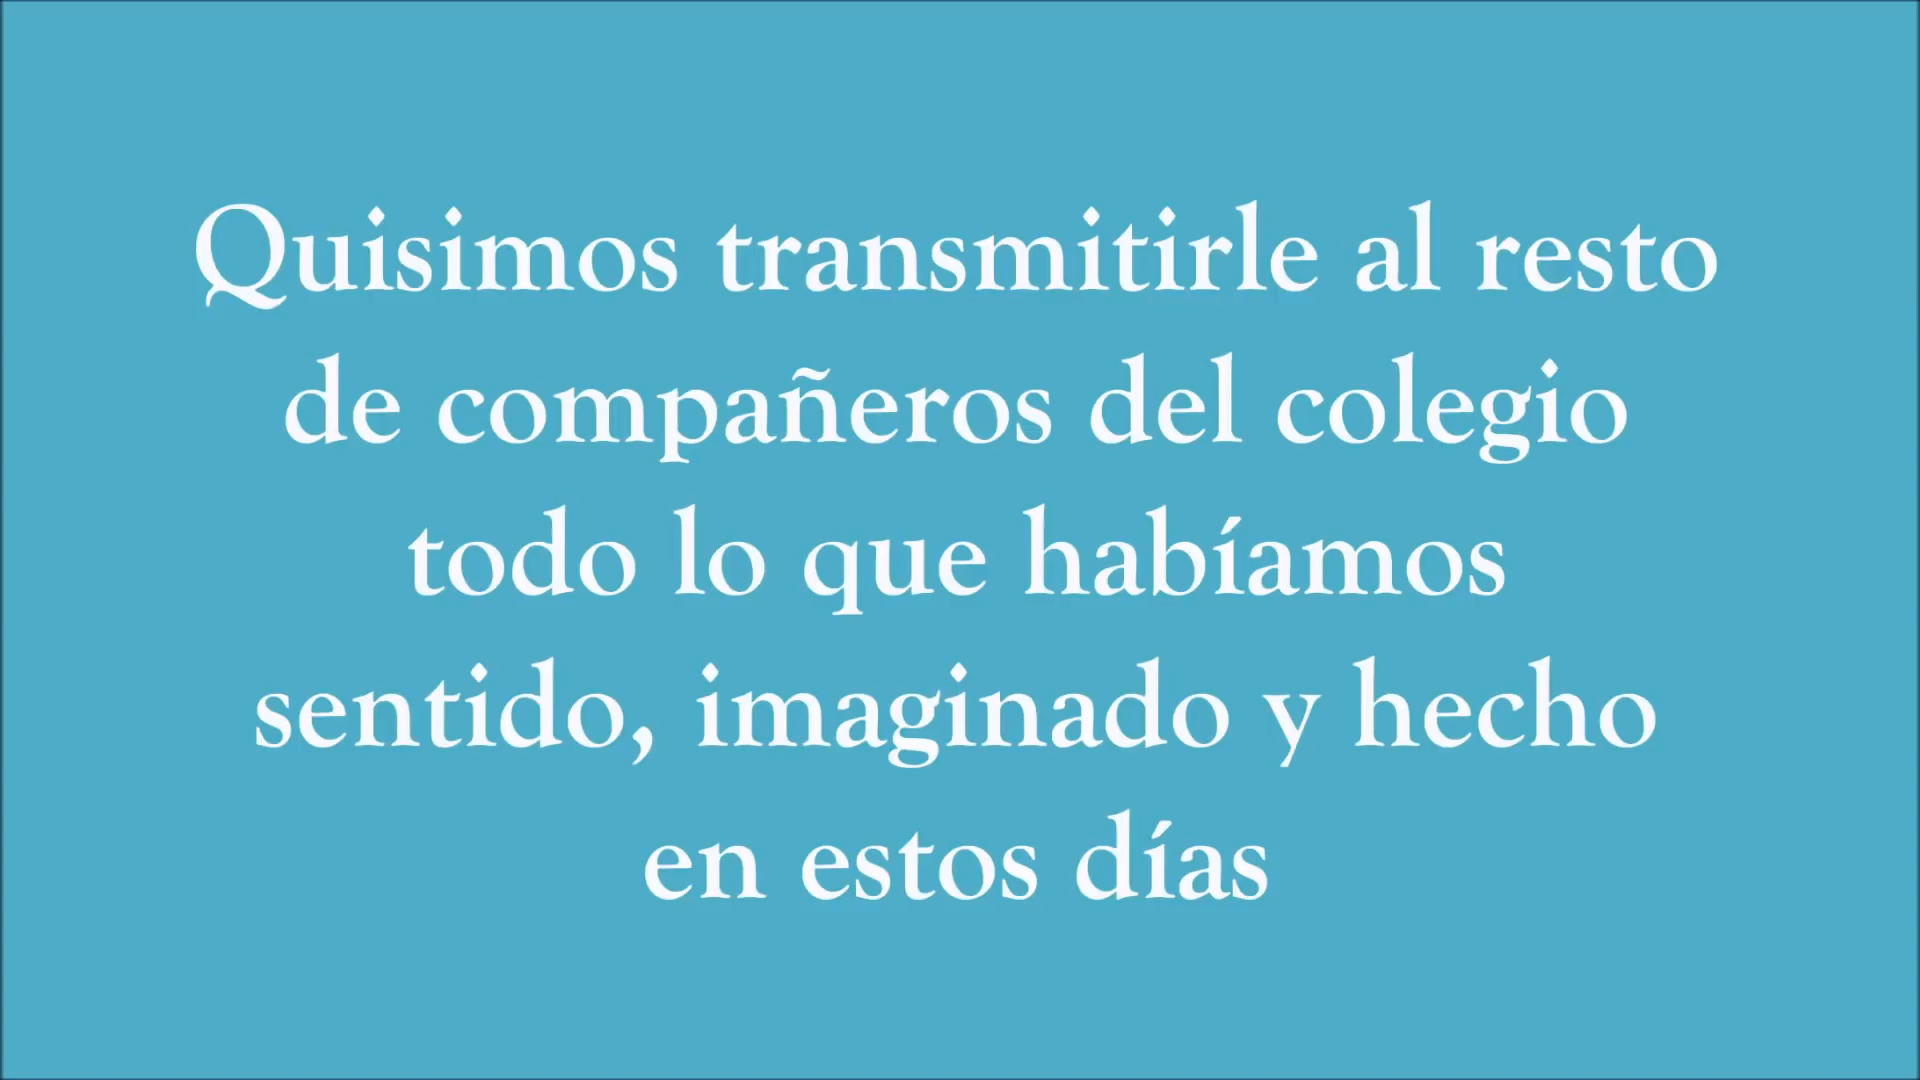 Quisimos transmitirle al resto
de compañeros del colegio
todo lo que habíamos
sentido, imaginado y hecho
en estos días